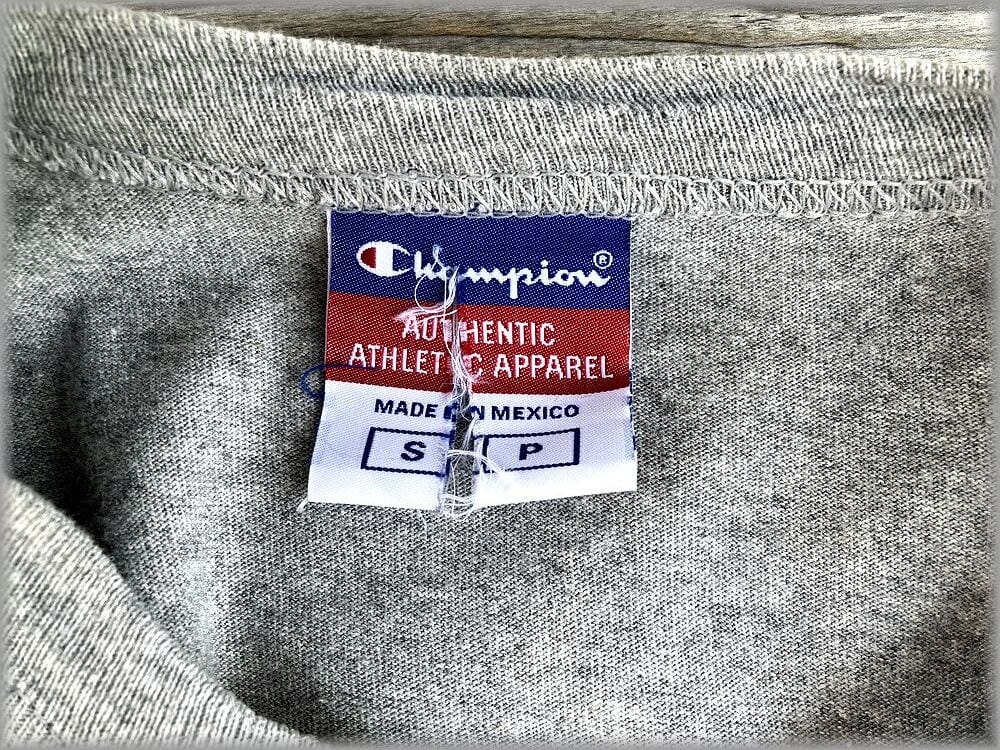 Champion®
AUTHENTIC
ATHLETIC APPAREL
MADE IN MEXICO
S P